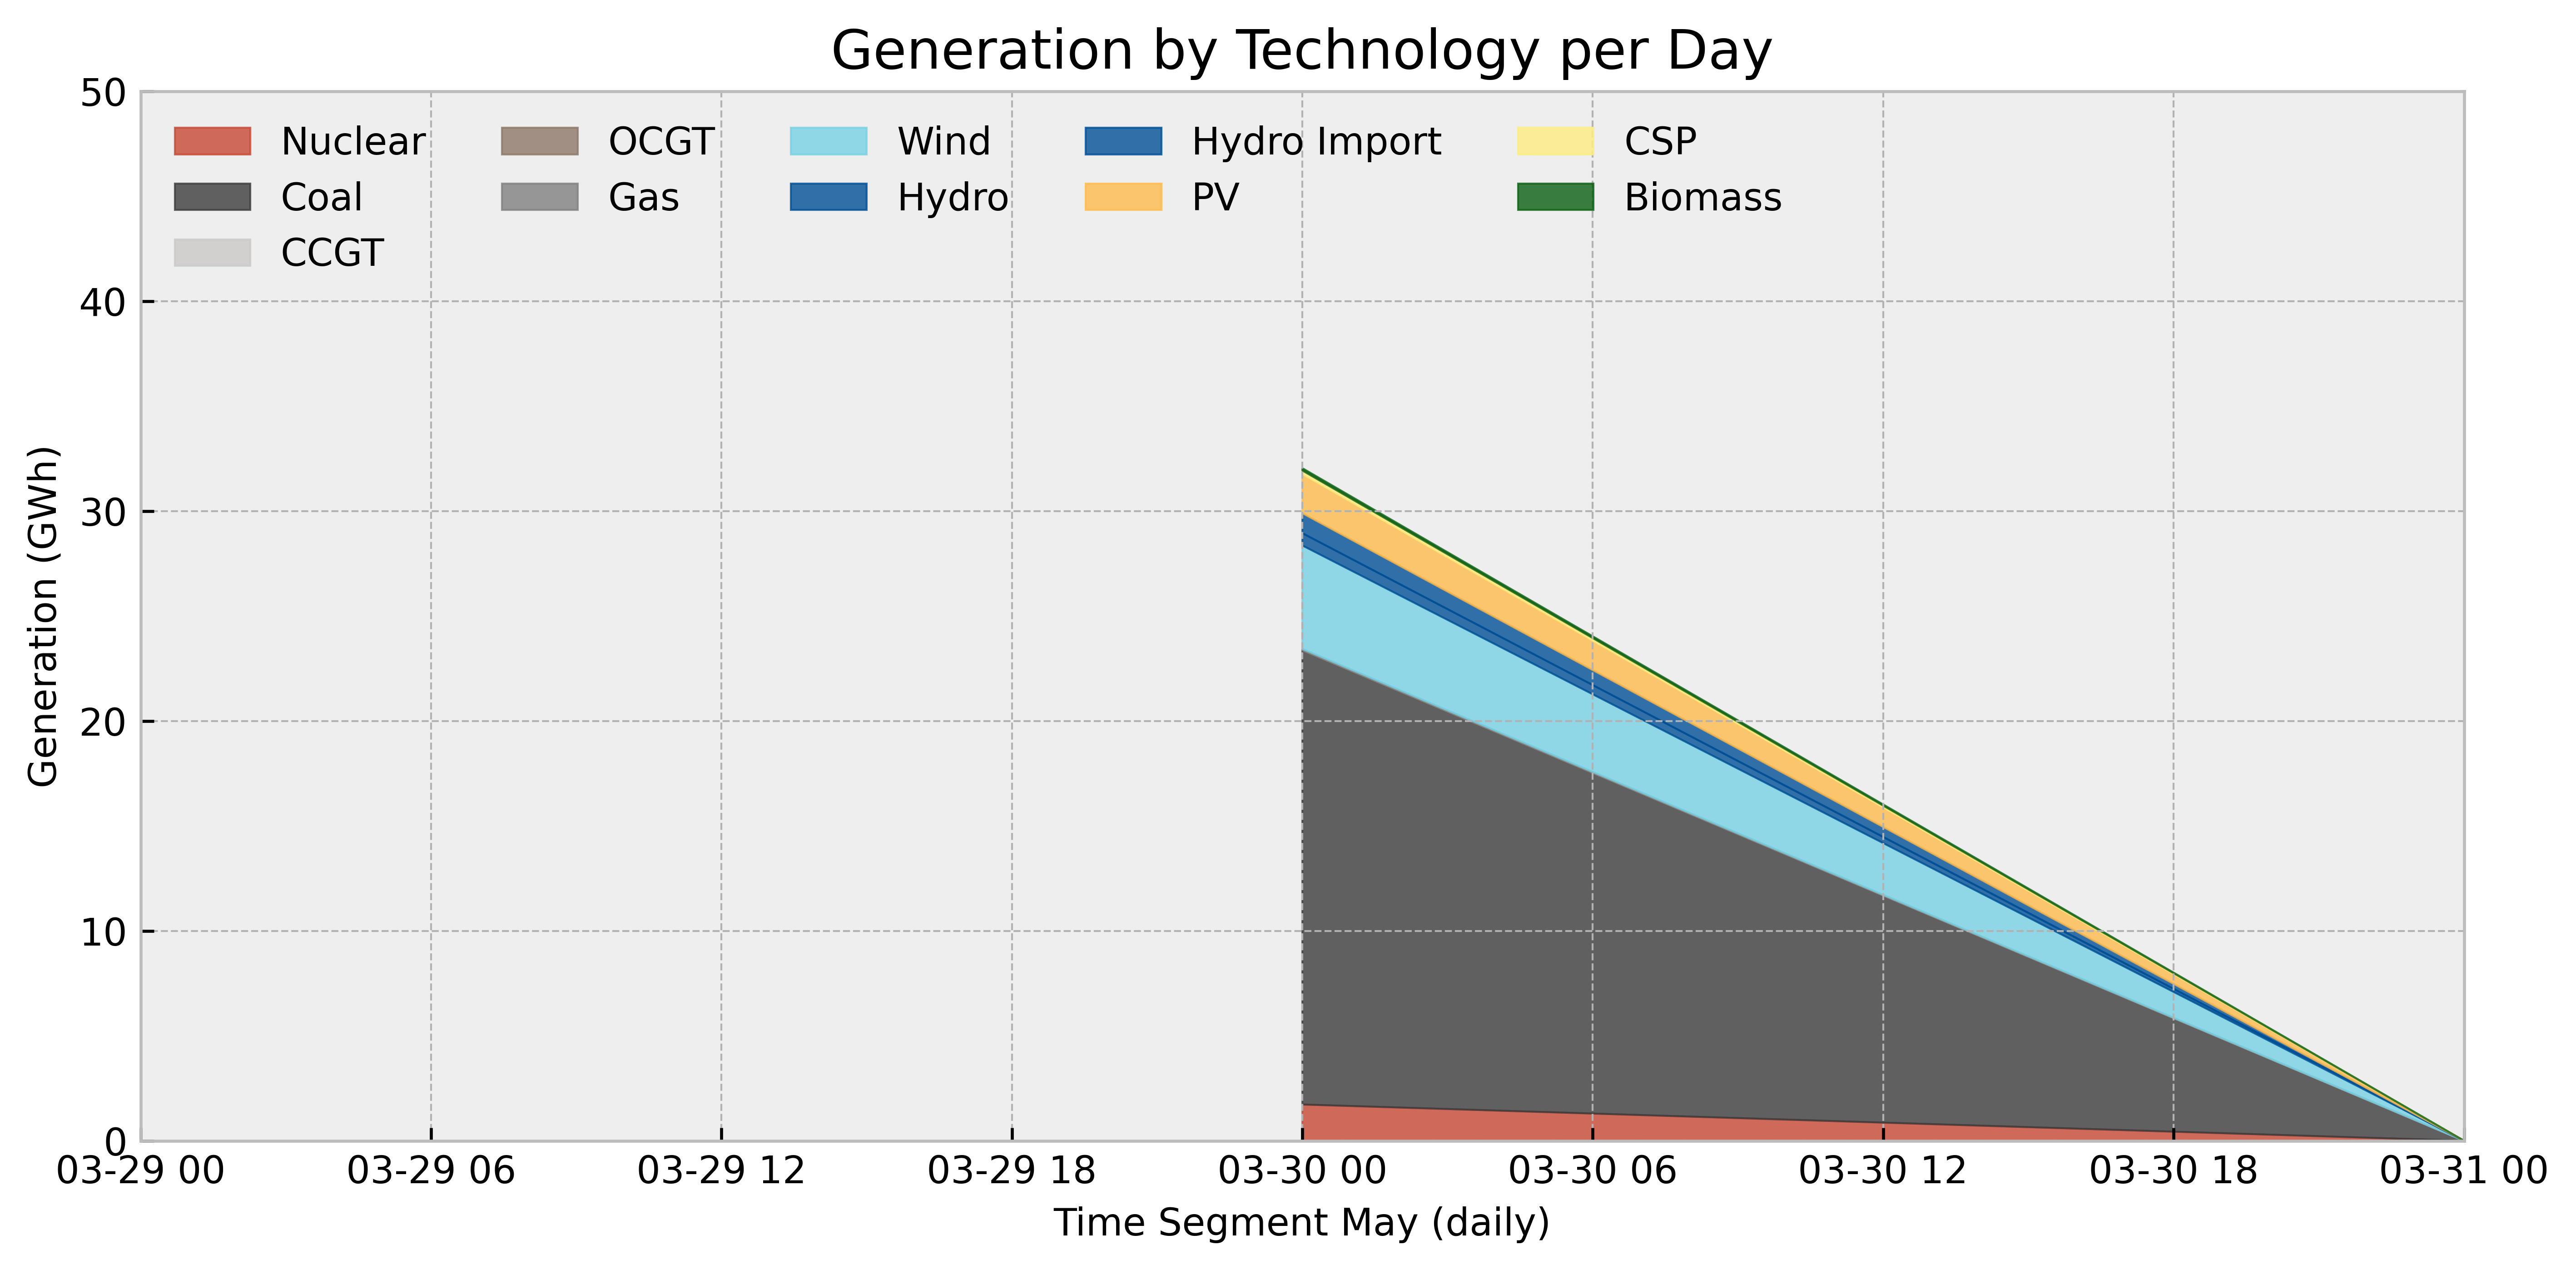 Generation by Technology per Day
50
40
30
20
10
0
Generation (GWh)
Nuclear OCGT Wind Hydro Import CSP
Coal Gas Hydro PV Biomass
CCGT
03-29 00 03-29 06 03-29 12 03-29 18 03-30 00 03-30 06 03-30 12 03-30 18 03-31 00
Time Segment May (daily)